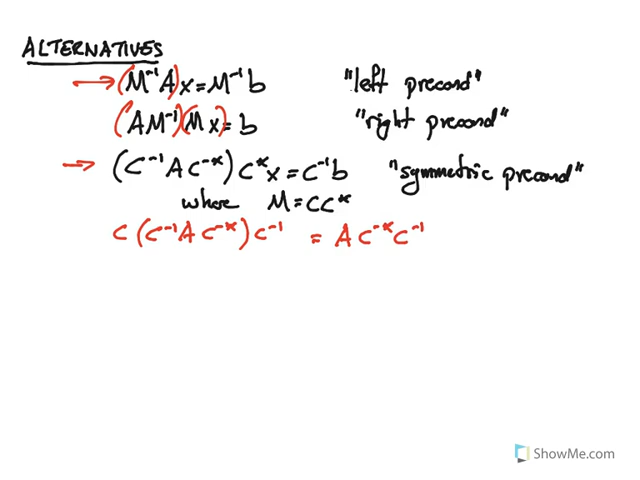 ALTERNATIVES
→ (M⁻¹A)x = M⁻¹b "left precond"
(AM⁻¹)(Mx) = b "right precond"
→ (C⁻¹AC⁻*)C*x = C⁻¹b "symmetric precond"
where M = CC*
C(C⁻¹AC⁻*)C⁻¹ = AC⁻*C⁻¹
ShowMe.com